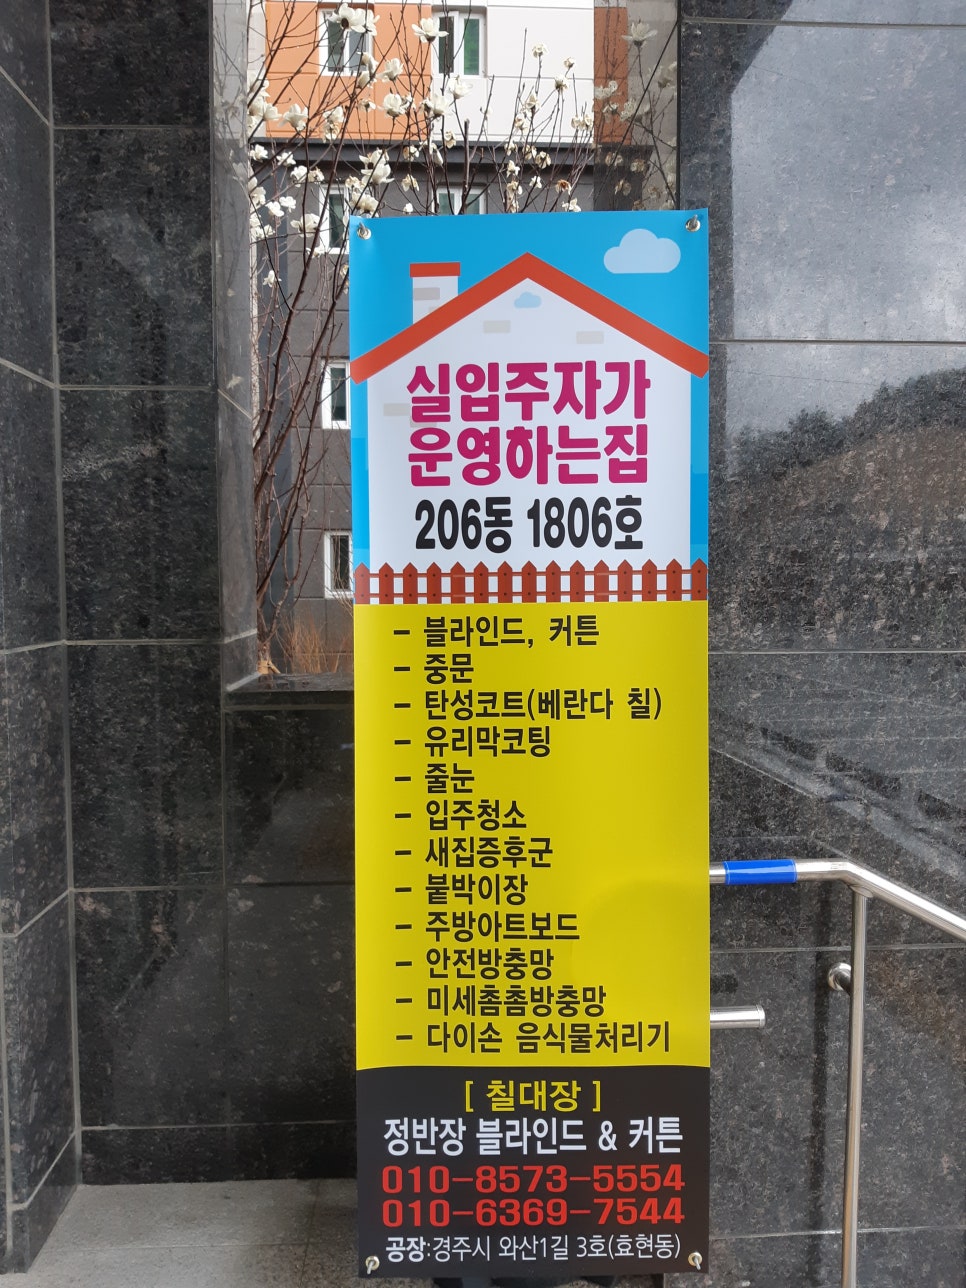 실입주자가
운영하는집
206동 1806호
- 블라인드, 커튼
- 중문
- 탄성코트(베란다 칠)
- 유리막코팅
- 줄눈
- 입주청소
- 새집증후군
- 붙박이장
- 주방아트보드
- 안전방충망
- 미세촘촘방충망
- 다이손 음식물처리기
[ 칠대장 ]
정반장 블라인드 & 커튼
010-8573-5554
010-6369-7544
공장:경주시 와산1길 3호(효현동)